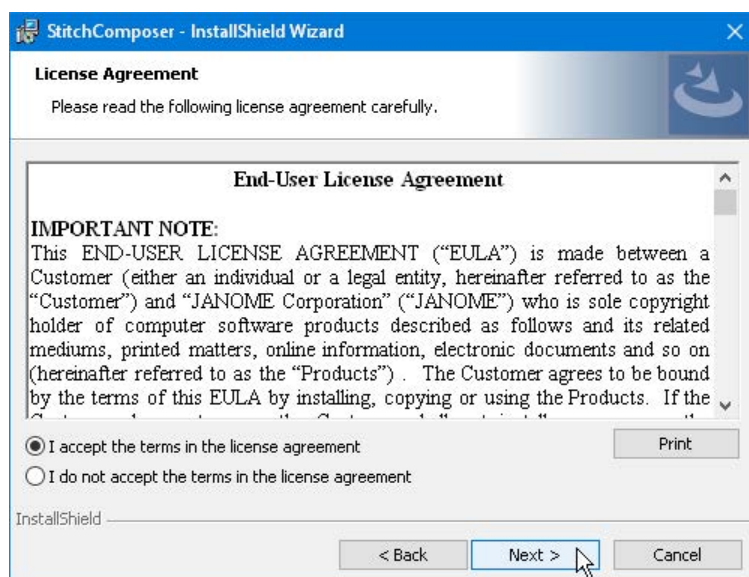 StitchComposer - InstallShield Wizard
License Agreement
Please read the following license agreement carefully.
End-User License Agreement
IMPORTANT NOTE:
This END-USER LICENSE AGREEMENT (“EULA”) is made between a
Customer (either an individual or a legal entity, hereinafter referred to as the
“Customer”) and “JANOME Corporation” (“JANOME”) who is sole copyright
holder of computer software products described as follows and its related
mediums, printed matters, online information, electronic documents and so on
(hereinafter referred to as the “Products”) .  The Customer agrees to be bound
by the terms of this EULA by installing, copying or using the Products.  If the
I accept the terms in the license agreement
Print
I do not accept the terms in the license agreement
InstallShield
< Back
Next >
Cancel